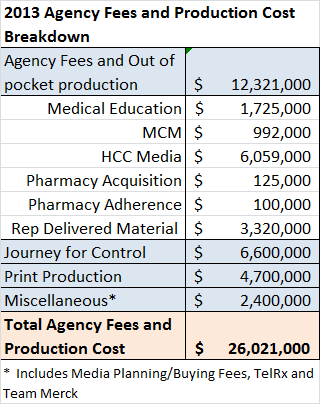 2013 Agency Fees and Production Cost
Breakdown
Agency Fees and Out of
pocket production $ 12,321,000
Medical Education $ 1,725,000
MCM $ 992,000
HCC Media $ 6,059,000
Pharmacy Acquisition $ 125,000
Pharmacy Adherence $ 100,000
Rep Delivered Material $ 3,320,000
Journey for Control $ 6,600,000
Print Production $ 4,700,000
Miscellaneous* $ 2,400,000
Total Agency Fees and
Production Cost $ 26,021,000
* Includes Media Planning/Buying Fees, TelRx and
Team Merck